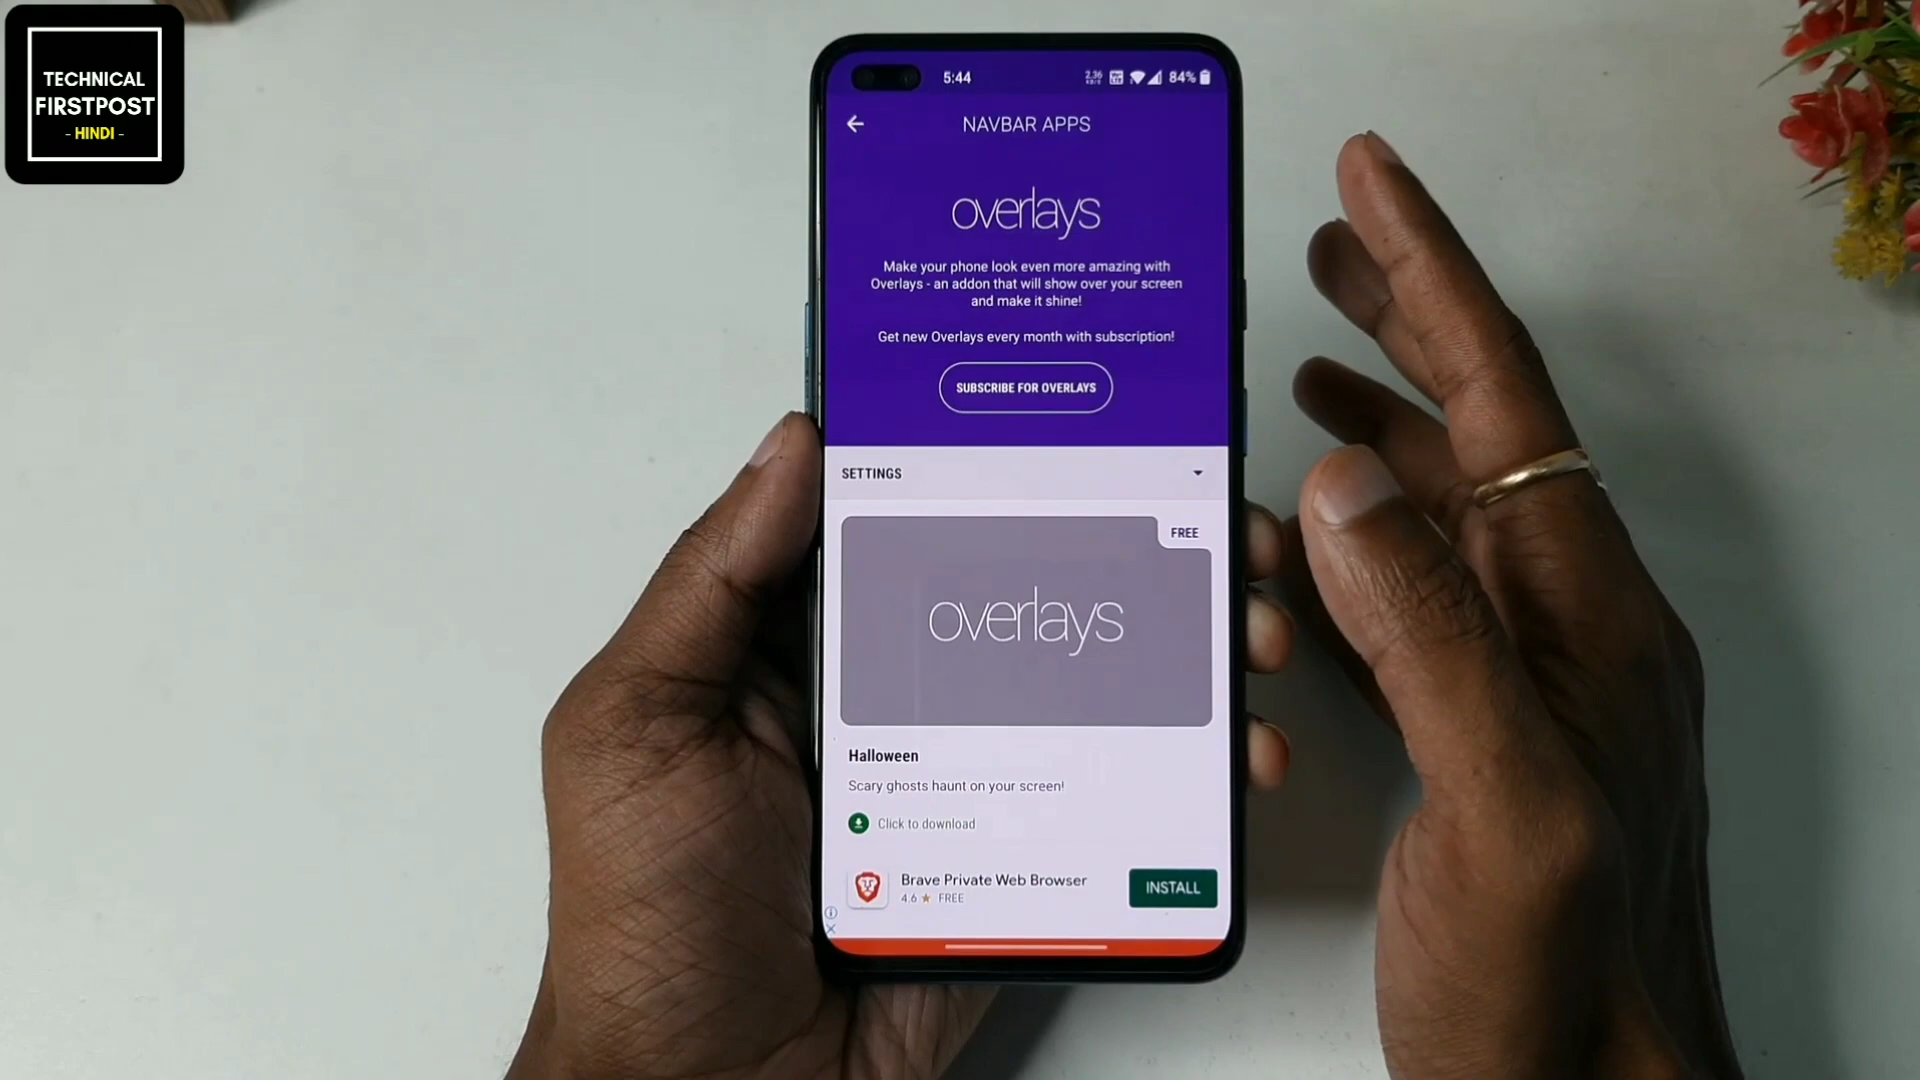 TECHNICAL
FIRSTPOST
- HINDI -
5:44
2.36
KB/S
84%
NAVBAR APPS
overlays
Make your phone look even more amazing with
Overlays - an addon that will show over your screen
and make it shine!
Get new Overlays every month with subscription!
SUBSCRIBE FOR OVERLAYS
SETTINGS
FREE
overlays
Halloween
Scary ghosts haunt on your screen!
Click to download
Brave Private Web Browser
4.6 ★ FREE
INSTALL